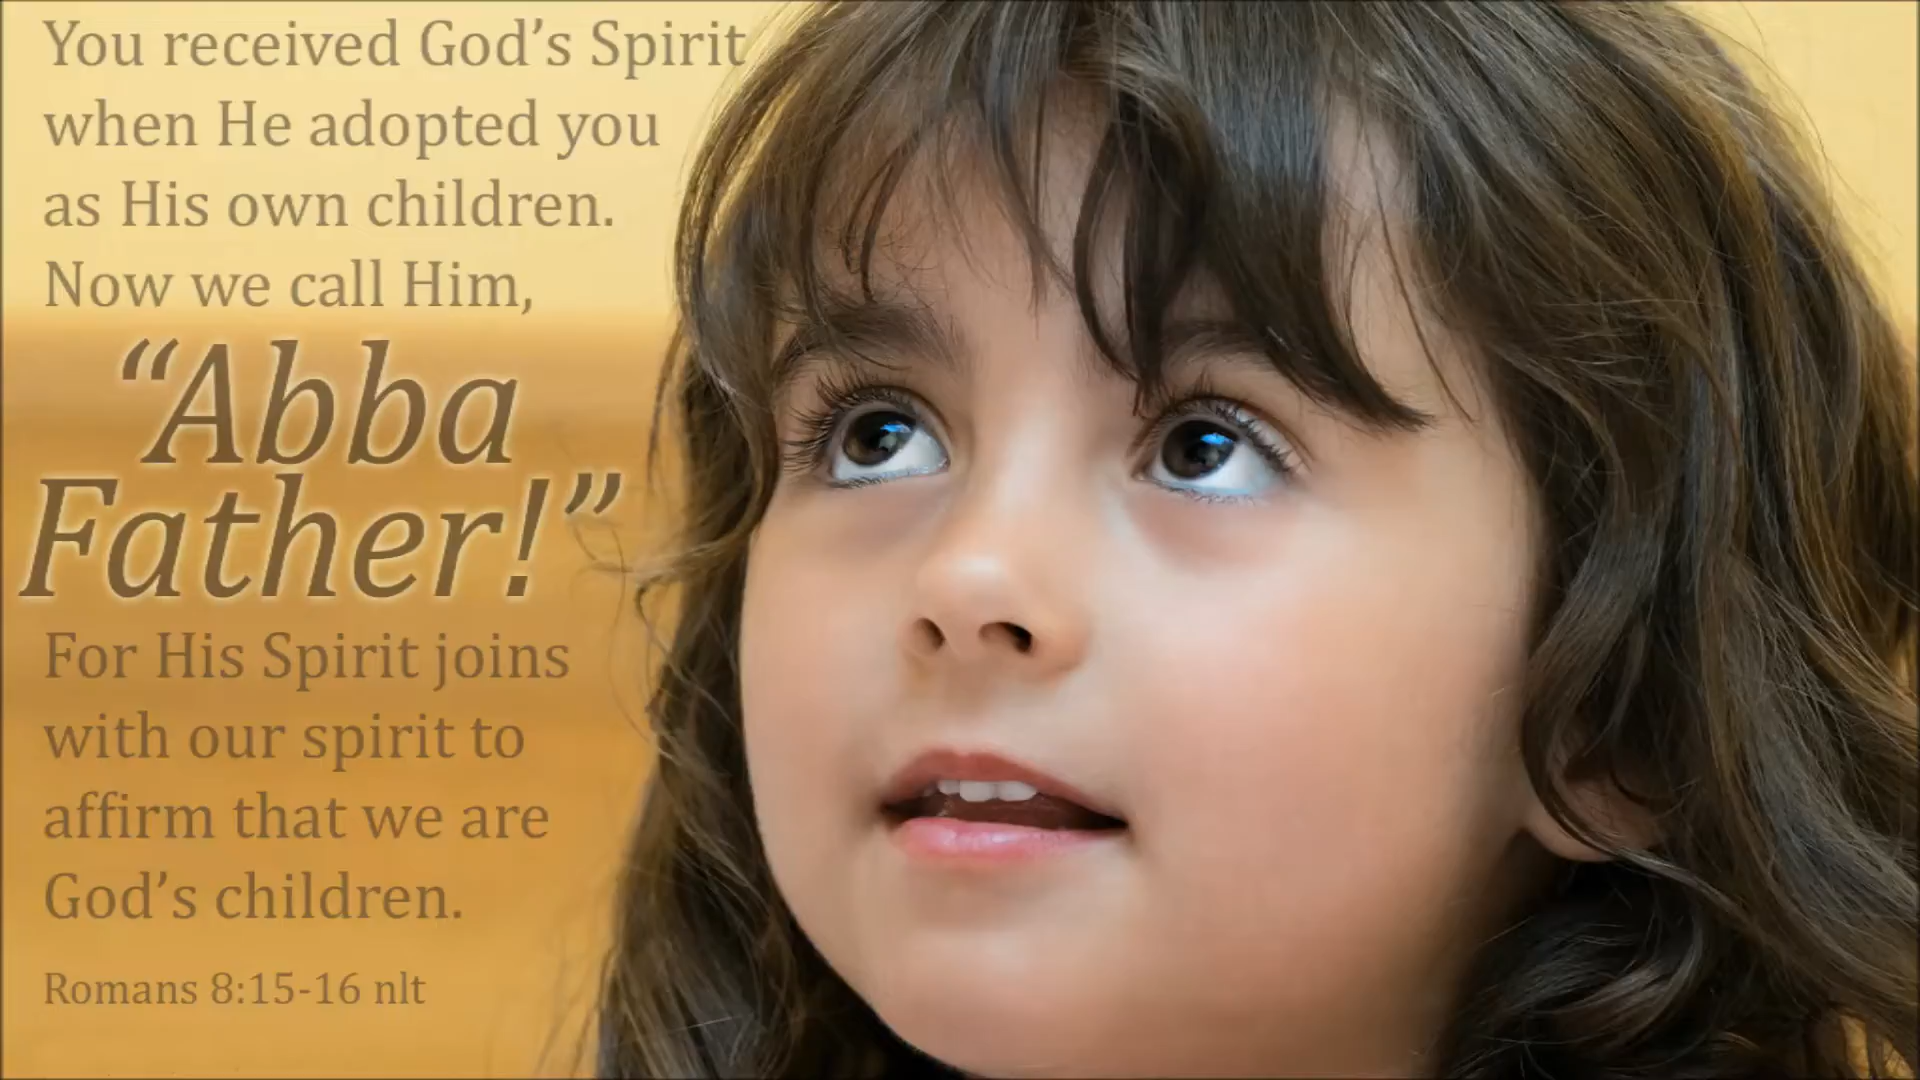 You received God’s Spirit
when He adopted you
as His own children.
Now we call Him,
“Abba
Father!”
For His Spirit joins
with our spirit to
affirm that we are
God’s children.
Romans 8:15-16 nlt